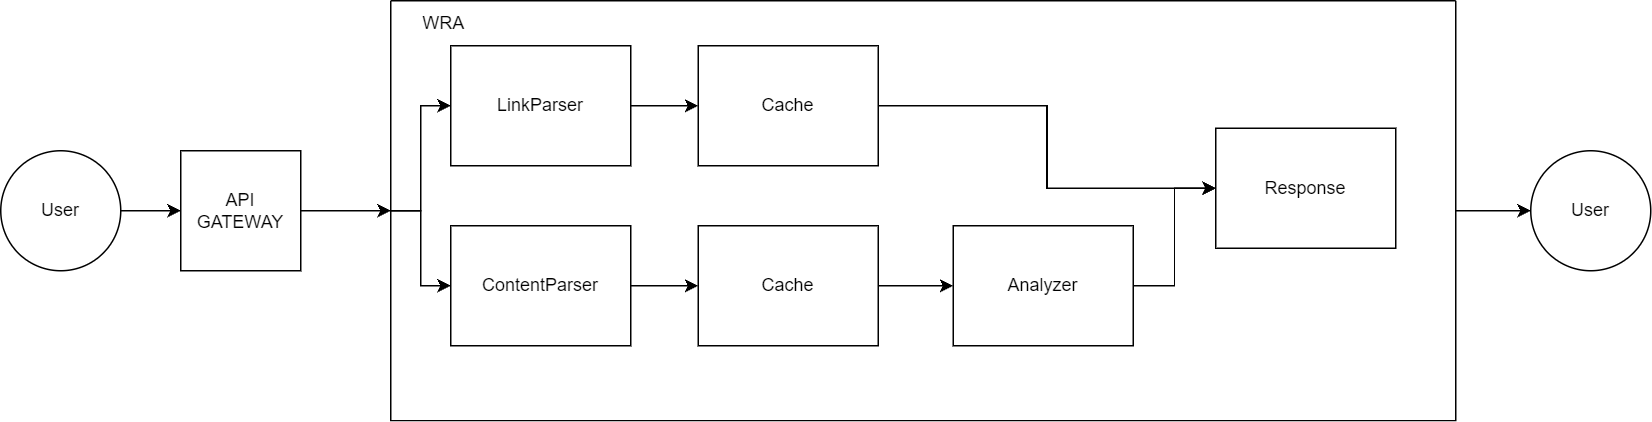 WRA
User
API
GATEWAY
LinkParser
Cache
ContentParser
Cache
Analyzer
Response
User